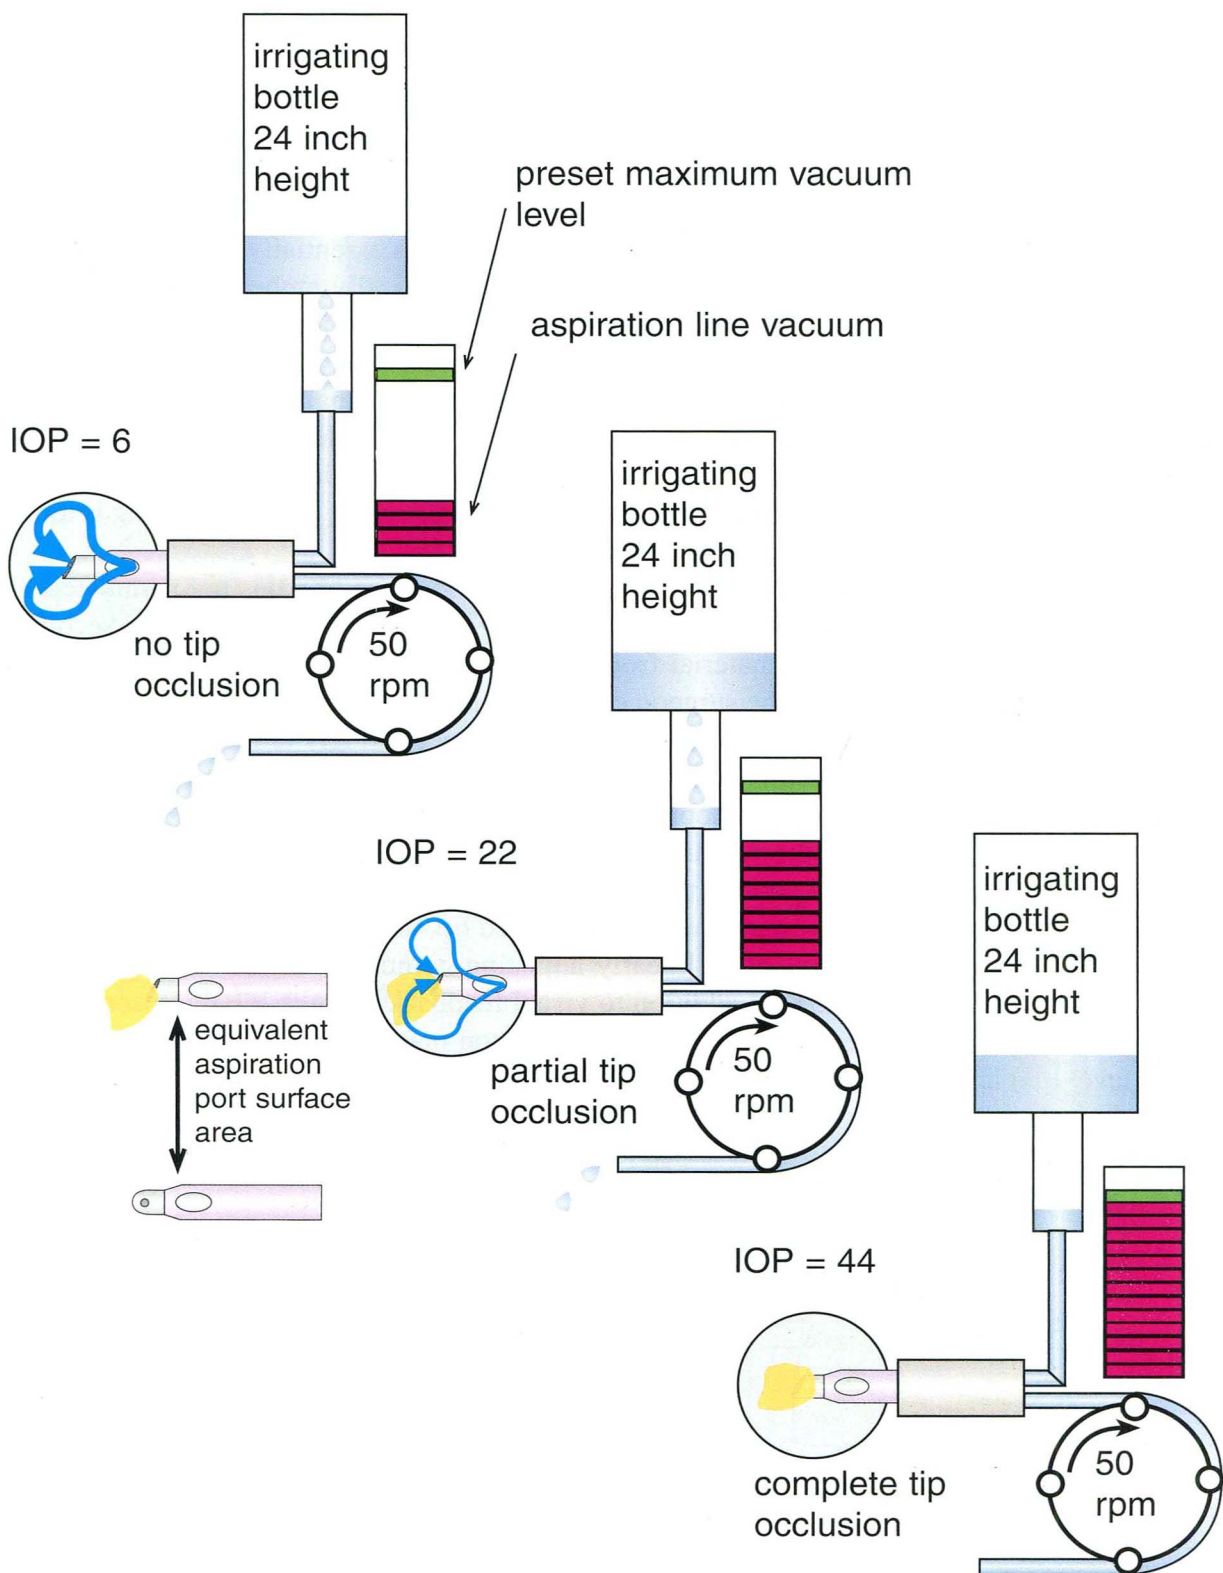 irrigating
bottle
24 inch
height
preset maximum vacuum
level
aspiration line vacuum
IOP = 6
no tip
occlusion
50
rpm
irrigating
bottle
24 inch
height
IOP = 22
partial tip
occlusion
50
rpm
equivalent
aspiration
port surface
area
irrigating
bottle
24 inch
height
IOP = 44
complete tip
occlusion
50
rpm